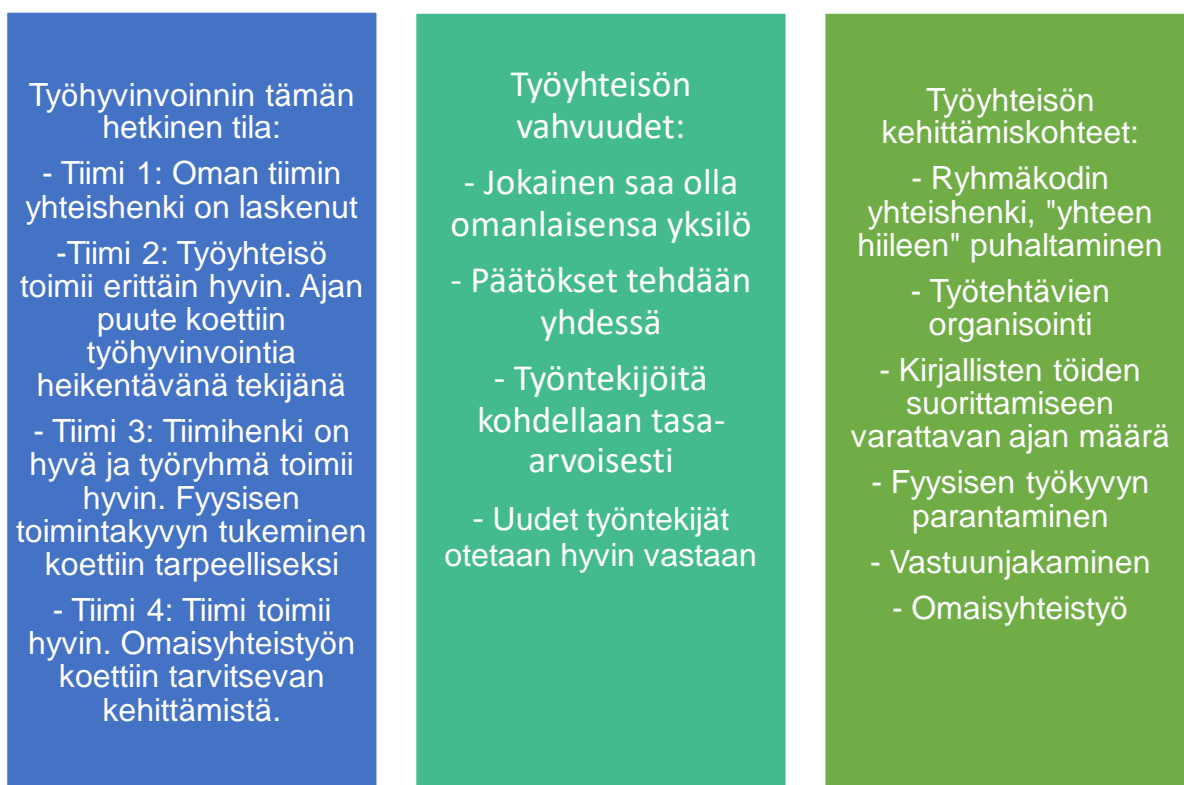 Työhyvinvoinnin tämän
hetkinen tila:
- Tiimi 1: Oman tiimin
yhteishenki on laskenut
-Tiimi 2: Työyhteisö
toimii erittäin hyvin. Ajan
puute koettiin
työhyvinvointia
heikentävänä tekijänä
- Tiimi 3: Tiimihenki on
hyvä ja työryhmä toimii
hyvin. Fyysisen
toimintakyvyn tukeminen
koettiin tarpeelliseksi
- Tiimi 4: Tiimi toimii
hyvin. Omaisyhteistyön
koettiin tarvitsevan
kehittämistä.
Työyhteisön
vahvuudet:
- Jokainen saa olla
omanlaisensa yksilö
- Päätökset tehdään
yhdessä
- Työntekijöitä
kohdellaan tasa-
arvoisesti
- Uudet työntekijät
otetaan hyvin vastaan
Työyhteisön
kehittämiskohteet:
- Ryhmäkodin
yhteishenki, "yhteen
hiileen" puhaltaminen
- Työtehtävien
organisointi
- Kirjallisten töiden
suorittamiseen
varattavan ajan määrä
- Fyysisen työkyvyn
parantaminen
- Vastuunjakaminen
- Omaisyhteistyö